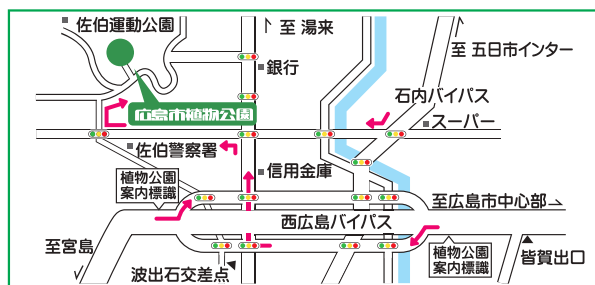 佐伯運動公園
至 湯来
至 五日市インター
銀行
石内バイパス
広島市植物公園
スーパー
佐伯警察署
信用金庫
植物公園
案内標識
至広島市中心部
西広島バイパス
至宮島
植物公園
案内標識
皆賀出口
波出石交差点